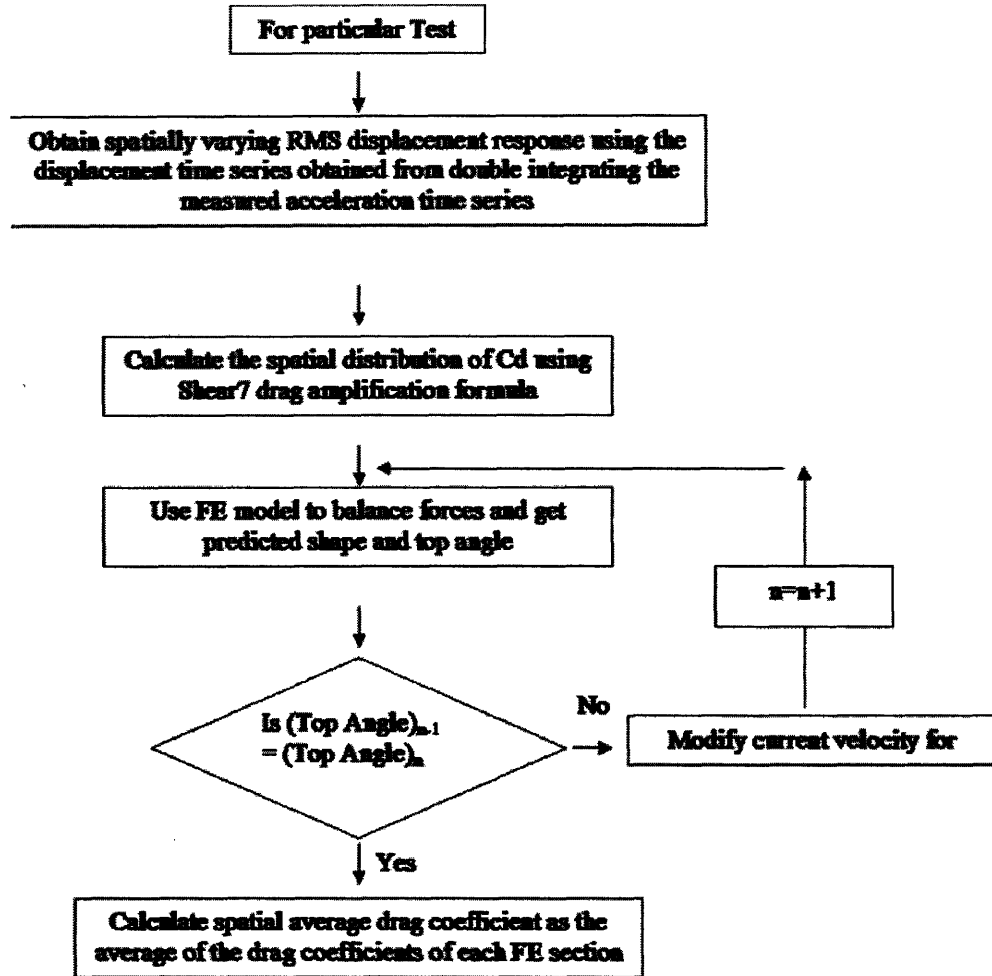 For particular Test
Obtain spatially varying RMS displacement response using the
displacement time series obtained from double integrating the
measured acceleration time series
Calculate the spatial distribution of Cd using
Shear7 drag amplification formula
Use FE model to balance forces and get
predicted shape and top angle
n=n+1
Is (Top Angle)n-1
= (Top Angle)n
No
Modify current velocity for
Yes
Calculate spatial average drag coefficient as the
average of the drag coefficients of each FE section